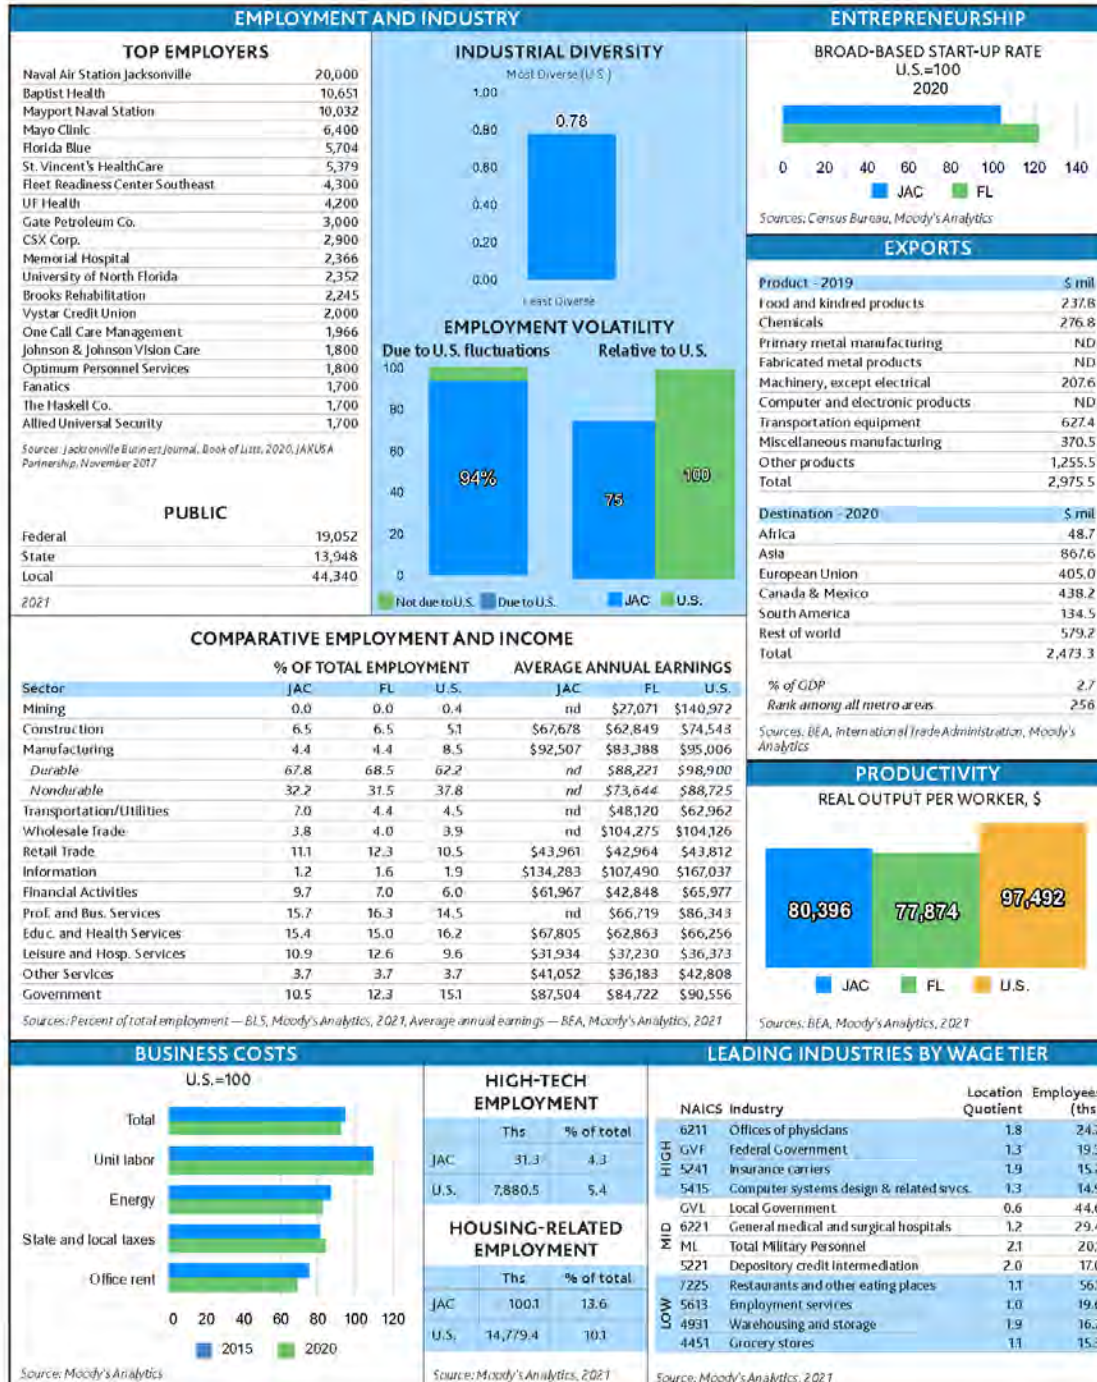 EMPLOYMENT AND INDUSTRY
TOP EMPLOYERS
Naval Air Station Jacksonville 20,000
Baptist Health 10,651
Mayport Naval Station 10,032
Mayo Clinic 6,400
Florida Blue 5,704
St. Vincent's HealthCare 5,379
Fleet Readiness Center Southeast 4,300
UF Health 4,200
Gate Petroleum Co. 3,000
CSX Corp. 2,900
Memorial Hospital 2,366
University of North Florida 2,352
Brooks Rehabilitation 2,245
Vystar Credit Union 2,000
One Call Care Management 1,966
Johnson & Johnson Vision Care 1,800
Optimum Personnel Services 1,800
Fanatics 1,700
The Haskell Co. 1,700
Allied Universal Security 1,700
Sources: Jacksonville Business Journal, Book of Lists, 2020, JAXUSA
Partnership, November 2017
PUBLIC
Federal 19,052
State 13,948
Local 44,340
2021
INDUSTRIAL DIVERSITY
Most Diverse (U.S.)
1.00
0.80
0.60
0.40
0.20
0.00
0.78
Least Diverse
EMPLOYMENT VOLATILITY
Due to U.S. fluctuations Relative to U.S.
100
80
60
40
20
0
94%
75
100
Not due to U.S. Due to U.S. JAC U.S.
ENTREPRENEURSHIP
BROAD-BASED START-UP RATE
U.S.=100
2020
0 20 40 60 80 100 120 140
JAC FL
Sources: Census Bureau, Moody's Analytics
EXPORTS
Product - 2019 $ mil
Food and kindred products 237.8
Chemicals 276.8
Primary metal manufacturing ND
Fabricated metal products ND
Machinery, except electrical 207.6
Computer and electronic products ND
Transportation equipment 627.4
Miscellaneous manufacturing 370.5
Other products 1,255.5
Total 2,975.5
Destination - 2020 $ mil
Africa 48.7
Asia 867.6
European Union 405.0
Canada & Mexico 438.2
South America 134.5
Rest of world 579.2
Total 2,473.3
% of GDP 2.7
Rank among all metro areas 256
Sources: BEA, International Trade Administration, Moody's
Analytics
COMPARATIVE EMPLOYMENT AND INCOME
% OF TOTAL EMPLOYMENT AVERAGE ANNUAL EARNINGS
Sector JAC FL U.S. JAC FL U.S.
Mining 0.0 0.0 0.4 nd $27,071 $140,972
Construction 6.5 6.5 5.1 $67,678 $62,849 $74,543
Manufacturing 4.4 4.4 8.5 $92,507 $83,388 $95,006
Durable 67.8 68.5 62.2 nd $88,221 $98,900
Nondurable 32.2 31.5 37.8 nd $73,644 $88,725
Transportation/Utilities 7.0 4.4 4.5 nd $48,120 $62,962
Wholesale Trade 3.8 4.0 3.9 nd $104,275 $104,126
Retail Trade 11.1 12.3 10.5 $43,961 $42,964 $43,812
Information 1.2 1.6 1.9 $134,283 $107,490 $167,037
Financial Activities 9.7 7.0 6.0 $61,967 $42,848 $65,977
Prof. and Bus. Services 15.7 16.3 14.5 nd $66,719 $86,343
Educ. and Health Services 15.4 15.0 16.2 $67,805 $62,863 $66,256
Leisure and Hosp. Services 10.9 12.6 9.6 $31,934 $37,230 $36,373
Other Services 3.7 3.7 3.7 $41,052 $36,183 $42,808
Government 10.5 12.3 15.1 $87,504 $84,722 $90,556
Sources: Percent of total employment — BLS, Moody's Analytics, 2021, Average annual earnings — BEA, Moody's Analytics, 2021
PRODUCTIVITY
REAL OUTPUT PER WORKER, $
80,396
77,874
97,492
JAC FL U.S.
Sources: BEA, Moody's Analytics, 2021
BUSINESS COSTS
U.S.=100
Total
Unit labor
Energy
State and local taxes
Office rent
0 20 40 60 80 100 120
2015 2020
Source: Moody's Analytics
HIGH-TECH
EMPLOYMENT
Ths % of total
JAC 31.3 4.3
U.S. 7,880.5 5.4
HOUSING-RELATED
EMPLOYMENT
Ths % of total
JAC 100.1 13.6
U.S. 14,779.4 10.1
Source: Moody's Analytics, 2021
LEADING INDUSTRIES BY WAGE TIER
Location Employees
NAICS Industry Quotient (ths
HIGH
6211 Offices of physicians 1.8 24.
GVF Federal Government 1.3 19.
5241 Insurance carriers 1.9 15.
5415 Computer systems design & related srvcs. 1.3 14.
MID
GVL Local Government 0.6 44.
6221 General medical and surgical hospitals 1.2 29.
ML Total Military Personnel 2.1 20.
5221 Depository credit intermediation 2.0 17.
LOW
7225 Restaurants and other eating places 1.1 56.
5613 Employment services 1.0 19.
4931 Warehousing and storage 1.9 16.
4451 Grocery stores 1.1 15.
Source: Moody's Analytics, 2021